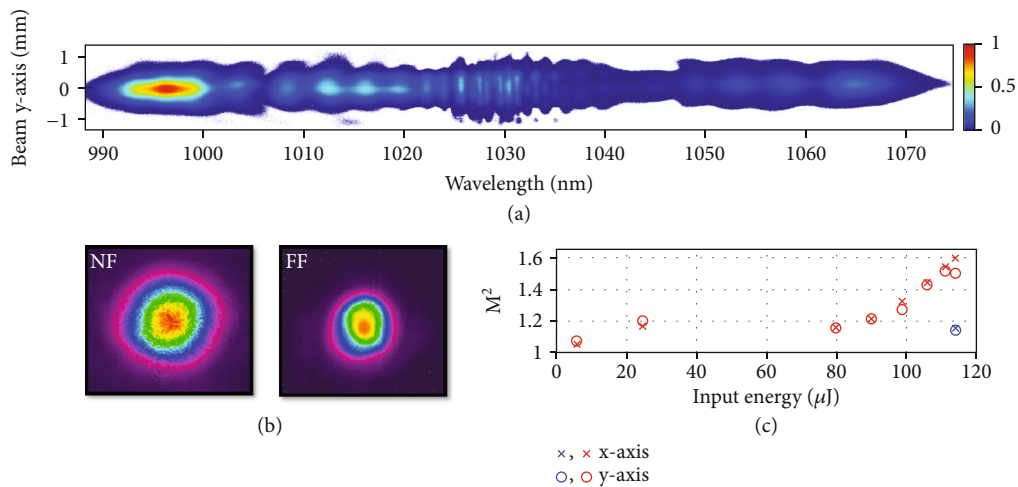 Beam y-axis (mm)
1
0
−1
990 1000 1010 1020 1030 1040 1050 1060 1070
Wavelength (nm)
1
0.5
0
(a)
NF
FF
(b)
M²
1.6
1.4
1.2
1
0 20 40 60 80 100 120
Input energy (μJ)
(c)
×, × x-axis
○, ○ y-axis